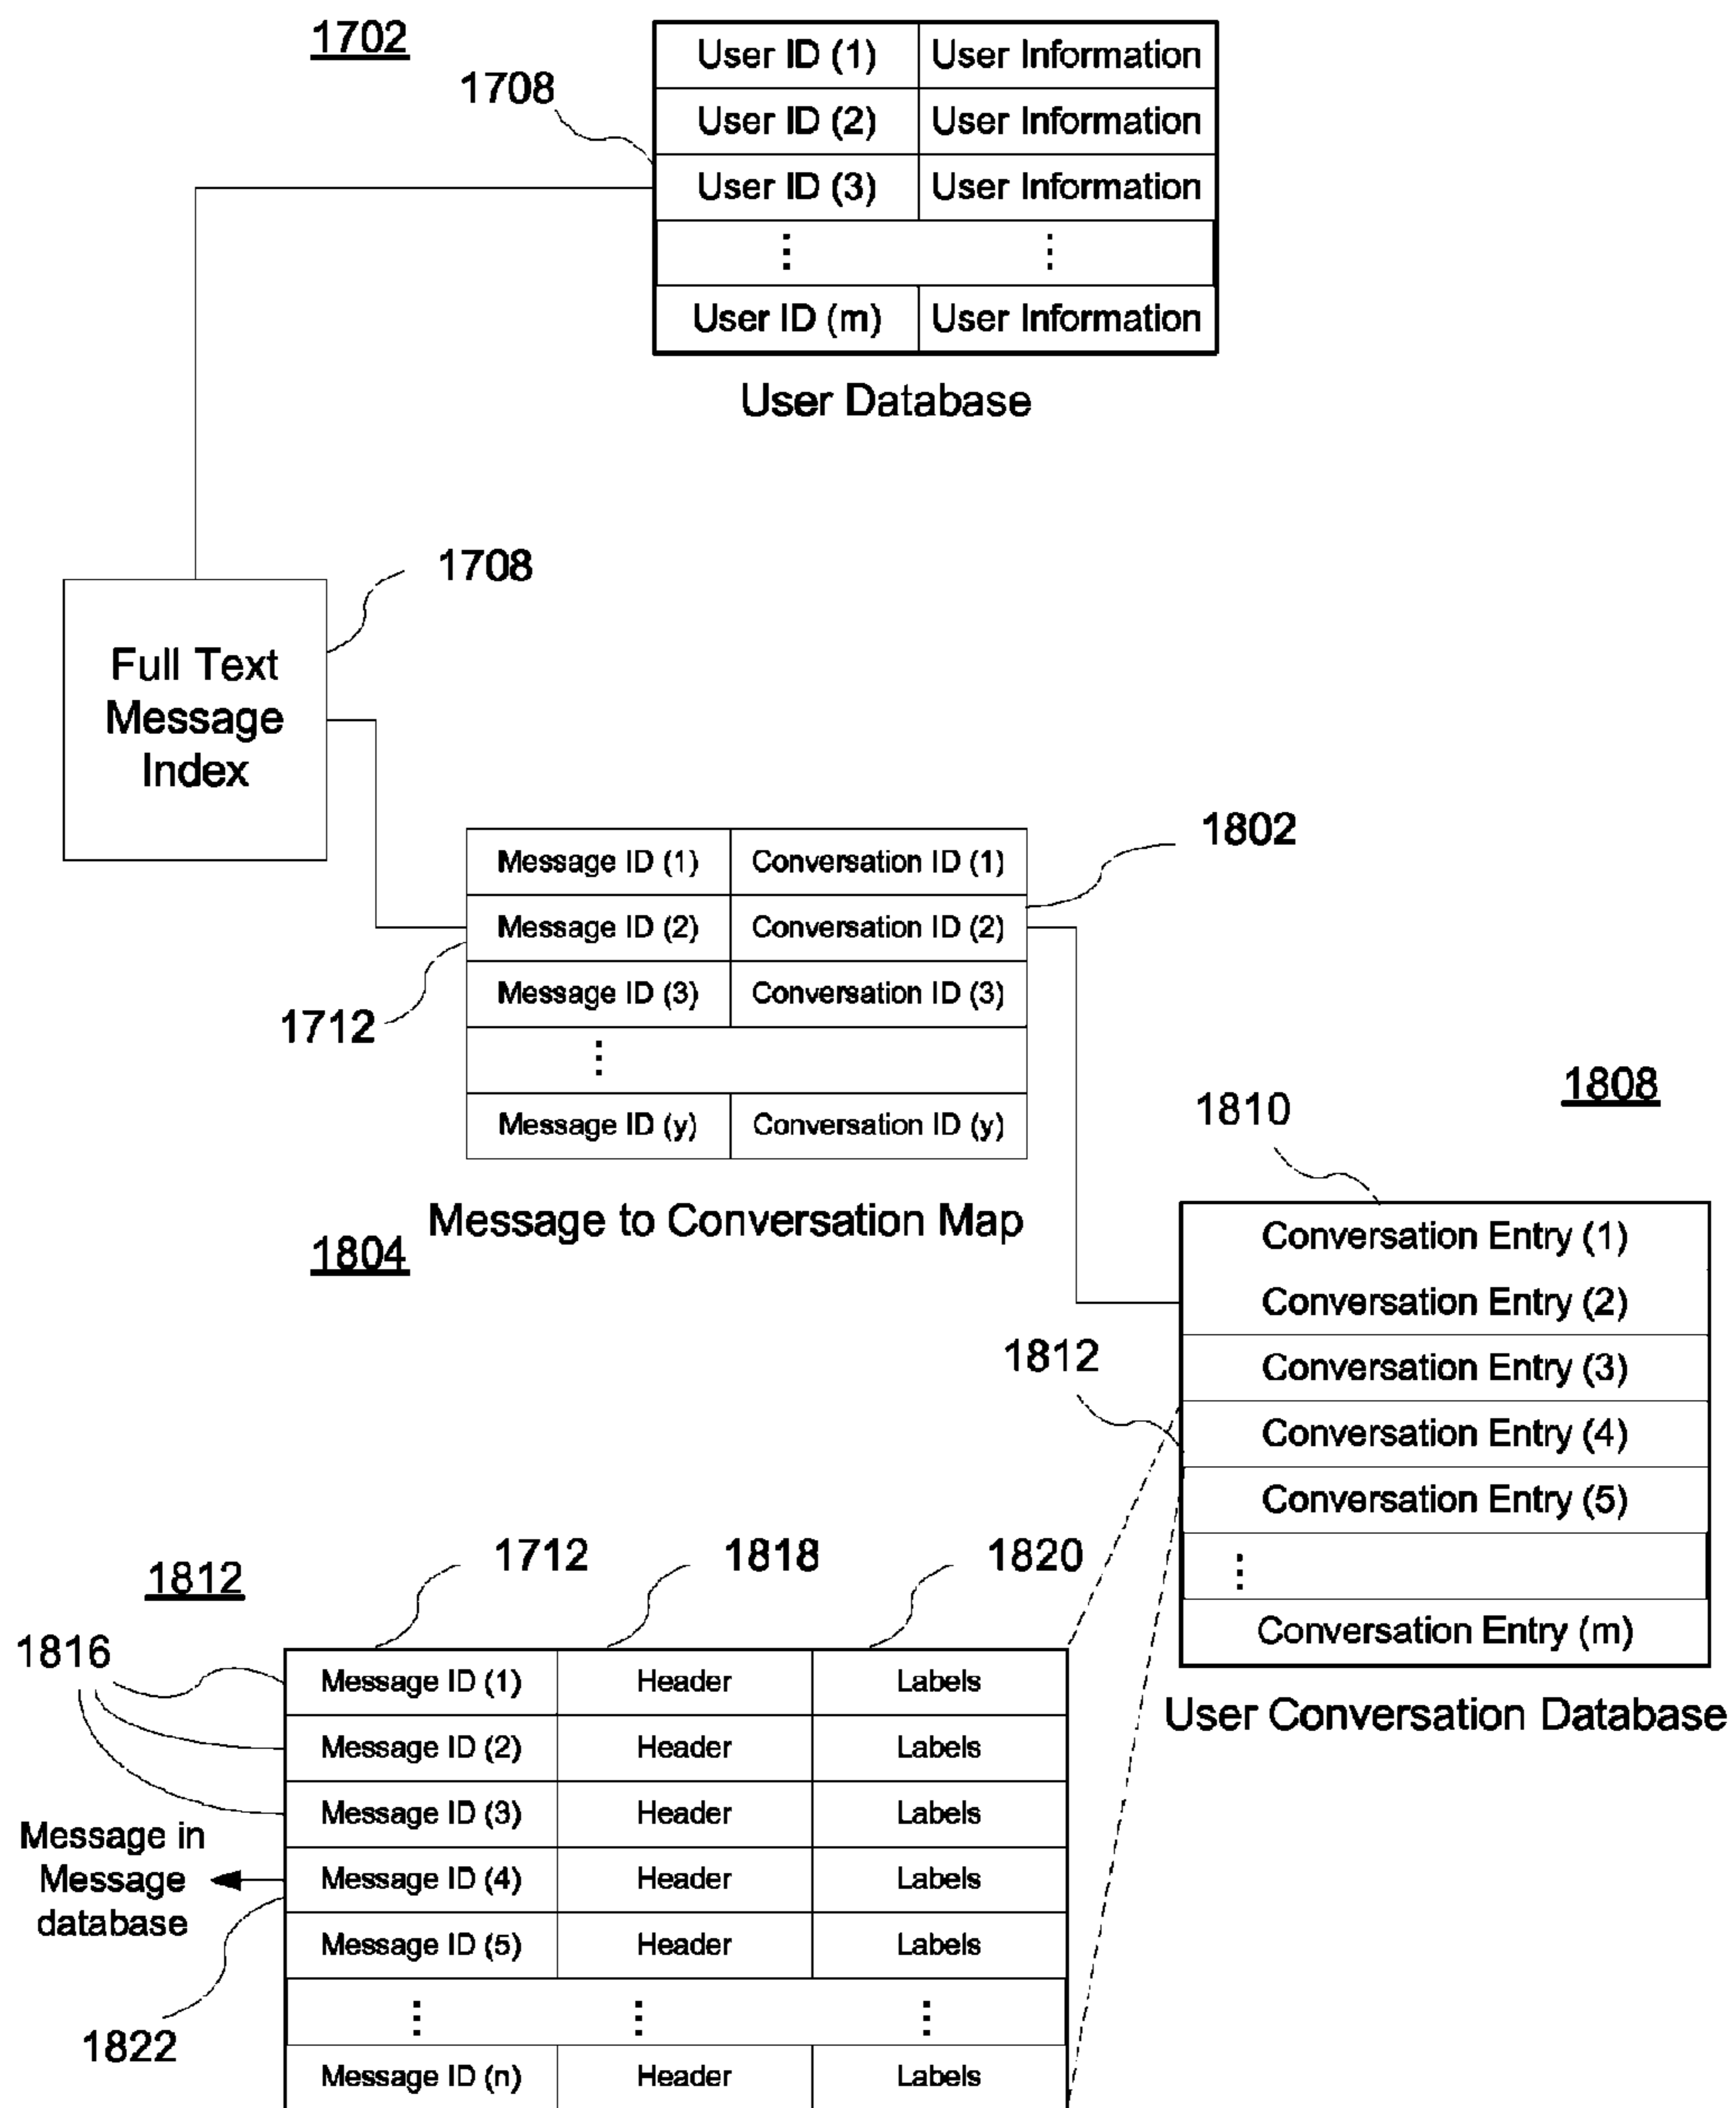 1702
User ID (1) User Information
1708
User ID (2) User Information
User ID (3) User Information
⋮ ⋮
User ID (m) User Information
User Database
1708
Full Text
Message
Index
1802
Message ID (1) Conversation ID (1)
Message ID (2) Conversation ID (2)
Message ID (3) Conversation ID (3)
1712
⋮
Message ID (y) Conversation ID (y)
Message to Conversation Map
1804
1808
1810
Conversation Entry (1)
Conversation Entry (2)
1812
Conversation Entry (3)
Conversation Entry (4)
Conversation Entry (5)
⋮
Conversation Entry (m)
User Conversation Database
1812
1712 1818 1820
1816
Message ID (1) Header Labels
Message ID (2) Header Labels
Message ID (3) Header Labels
Message in
Message
database
Message ID (4) Header Labels
Message ID (5) Header Labels
⋮ ⋮ ⋮
1822
Message ID (n) Header Labels